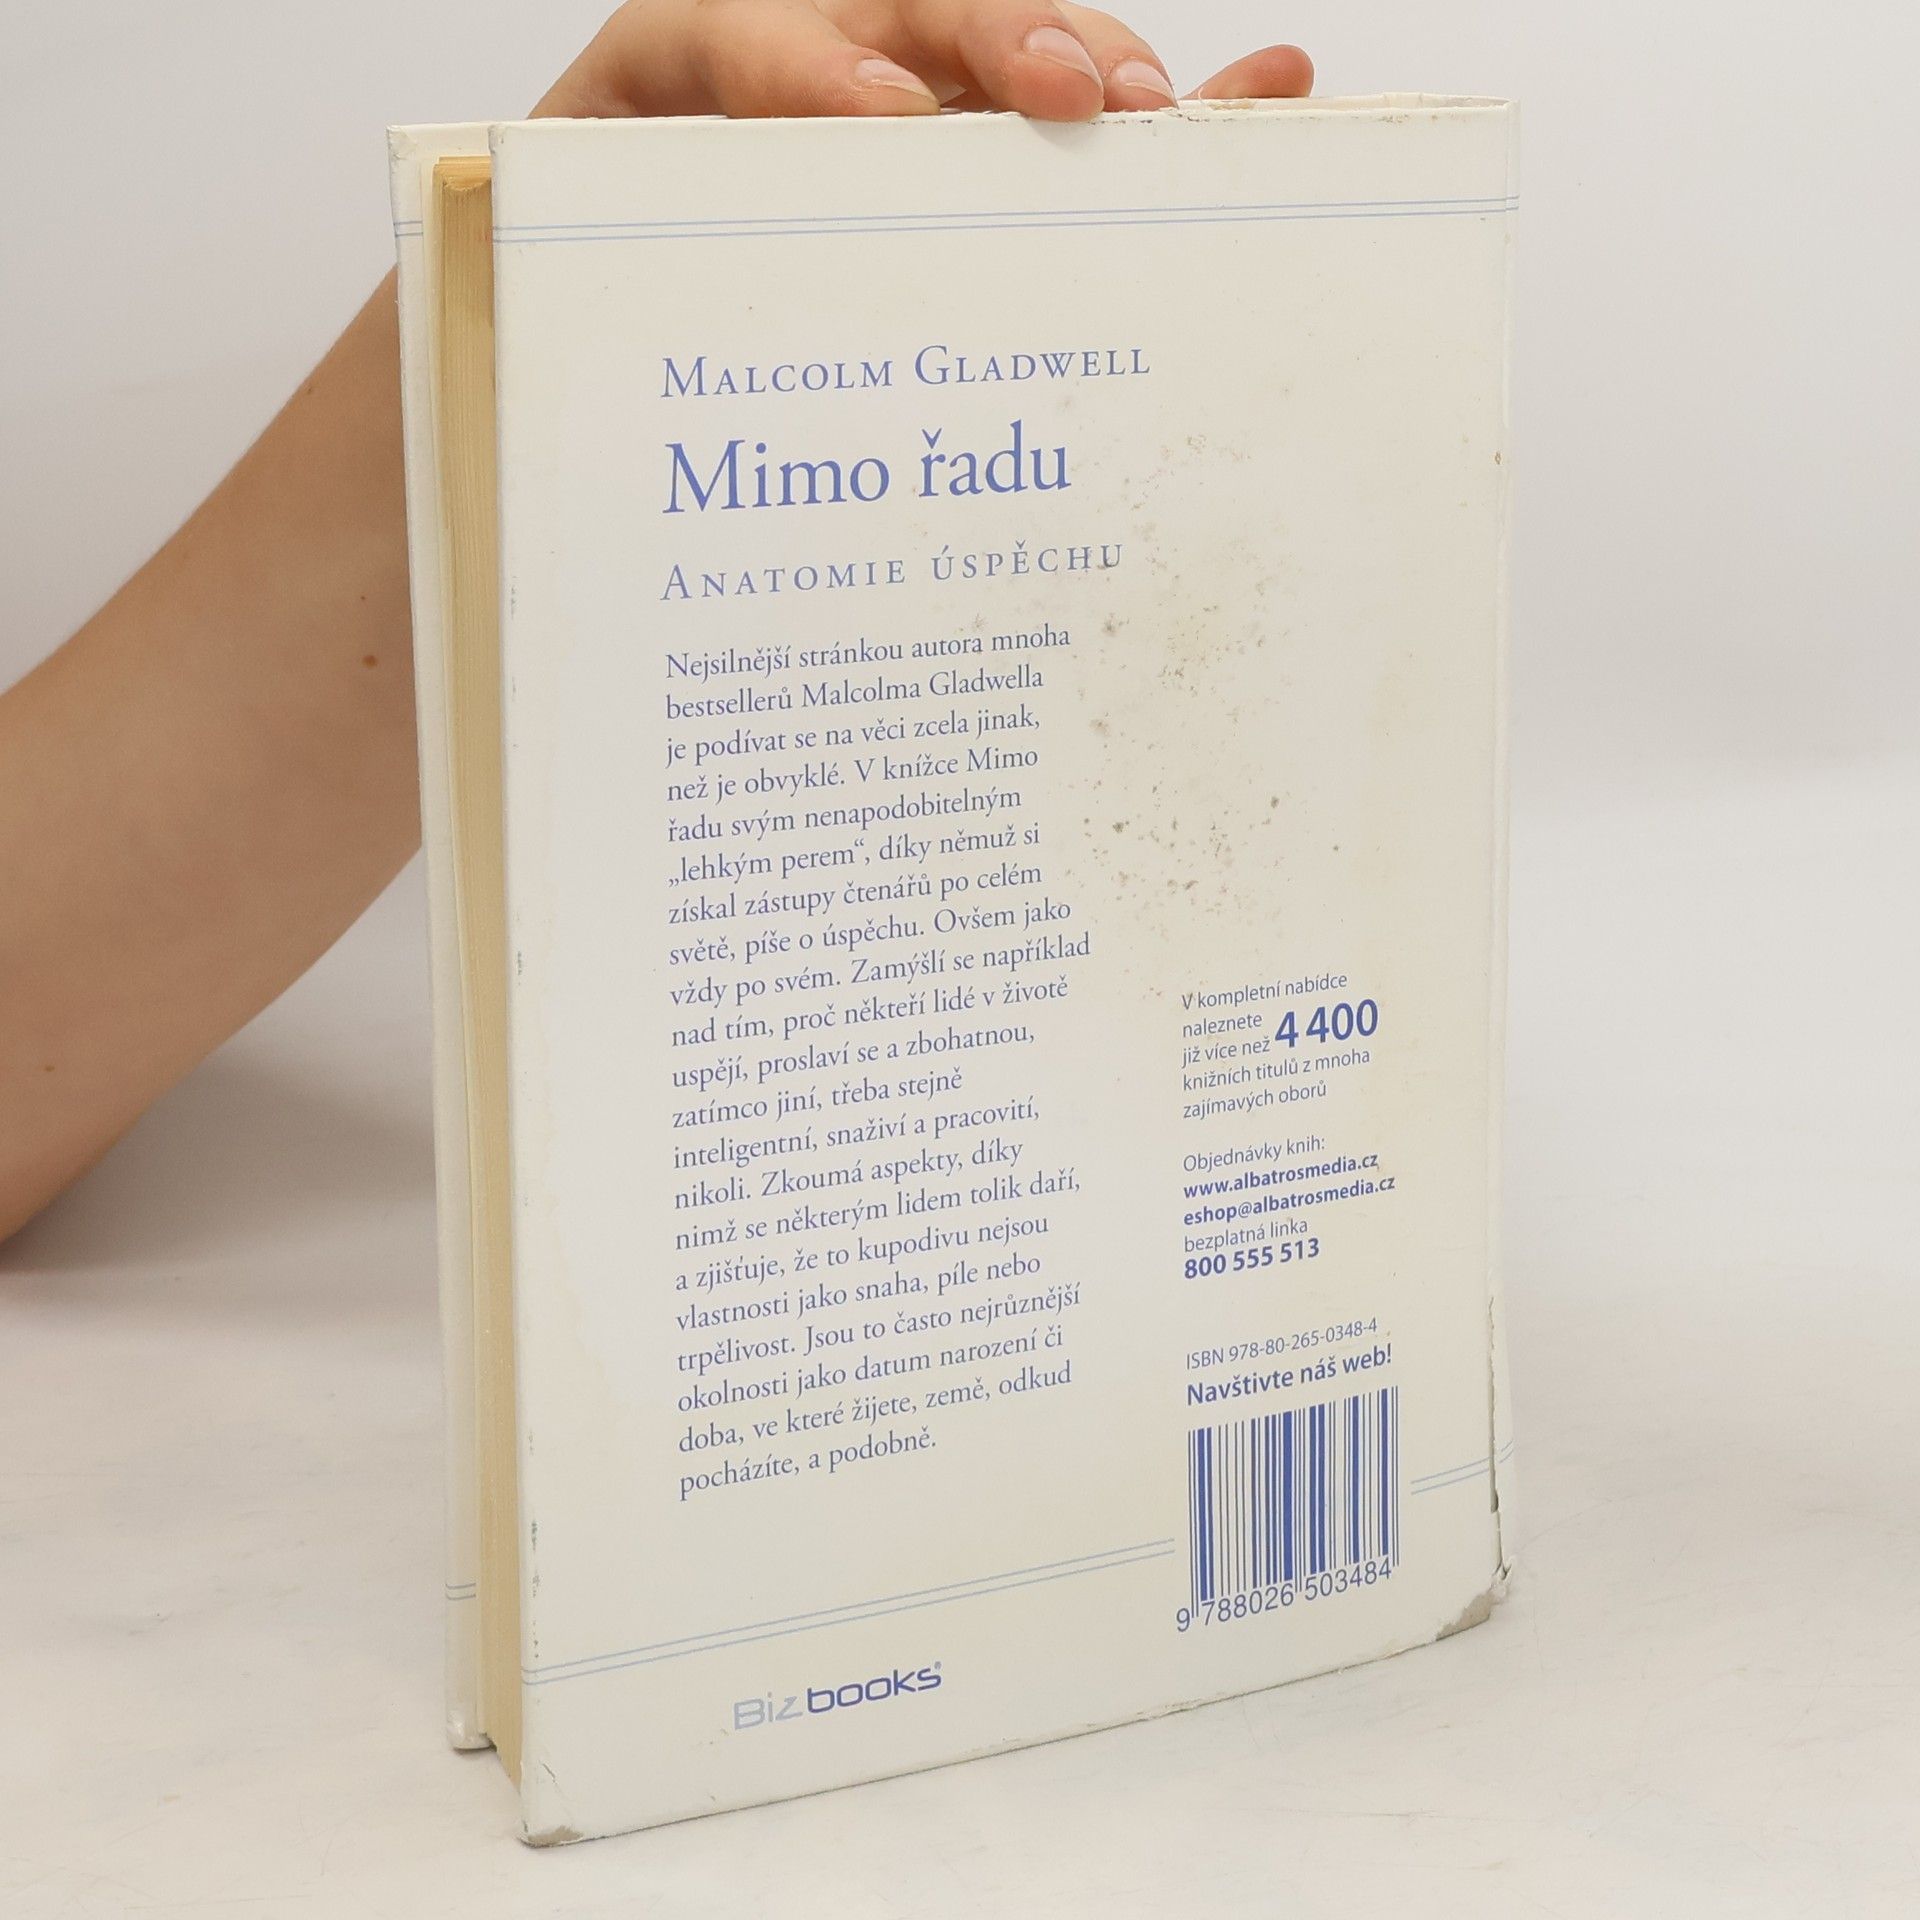 MALCOLM GLADWELL
Mimo řadu
ANATOMIE ÚSPĚCHU
Nejsilnější stránkou autora mnoha
bestsellerů Malcolma Gladwella
je podívat se na věci zcela jinak,
než je obvyklé. V knížce Mimo
řadu svým nenapodobitelným
„lehkým perem“, díky němuž si
získal zástupy čtenářů po celém
světě, píše o úspěchu. Ovšem jako
vždy po svém. Zamýšlí se například
nad tím, proč někteří lidé v životě
uspějí, proslaví se a zbohatnou,
zatímco jiní, třeba stejně
inteligentní, snaživí a pracovití,
nikoli. Zkoumá aspekty, díky
nimž se některým lidem tolik daří,
a zjišťuje, že to kupodivu nejsou
vlastnosti jako snaha, píle nebo
trpělivost. Jsou to často nejrůznější
okolnosti jako datum narození či
doba, ve které žijete, země, odkud
pocházíte, a podobně.
V kompletní nabídce
naleznete
již více než 4 400
knižních titulů z mnoha
zajímavých oborů
Objednávky knih:
www.albatrosmedia.cz
eshop@albatrosmedia.cz
bezplatná linka
800 555 513
ISBN 978-80-265-0348-4
Navštivte náš web!
9 788026 503484
Bizbooks®